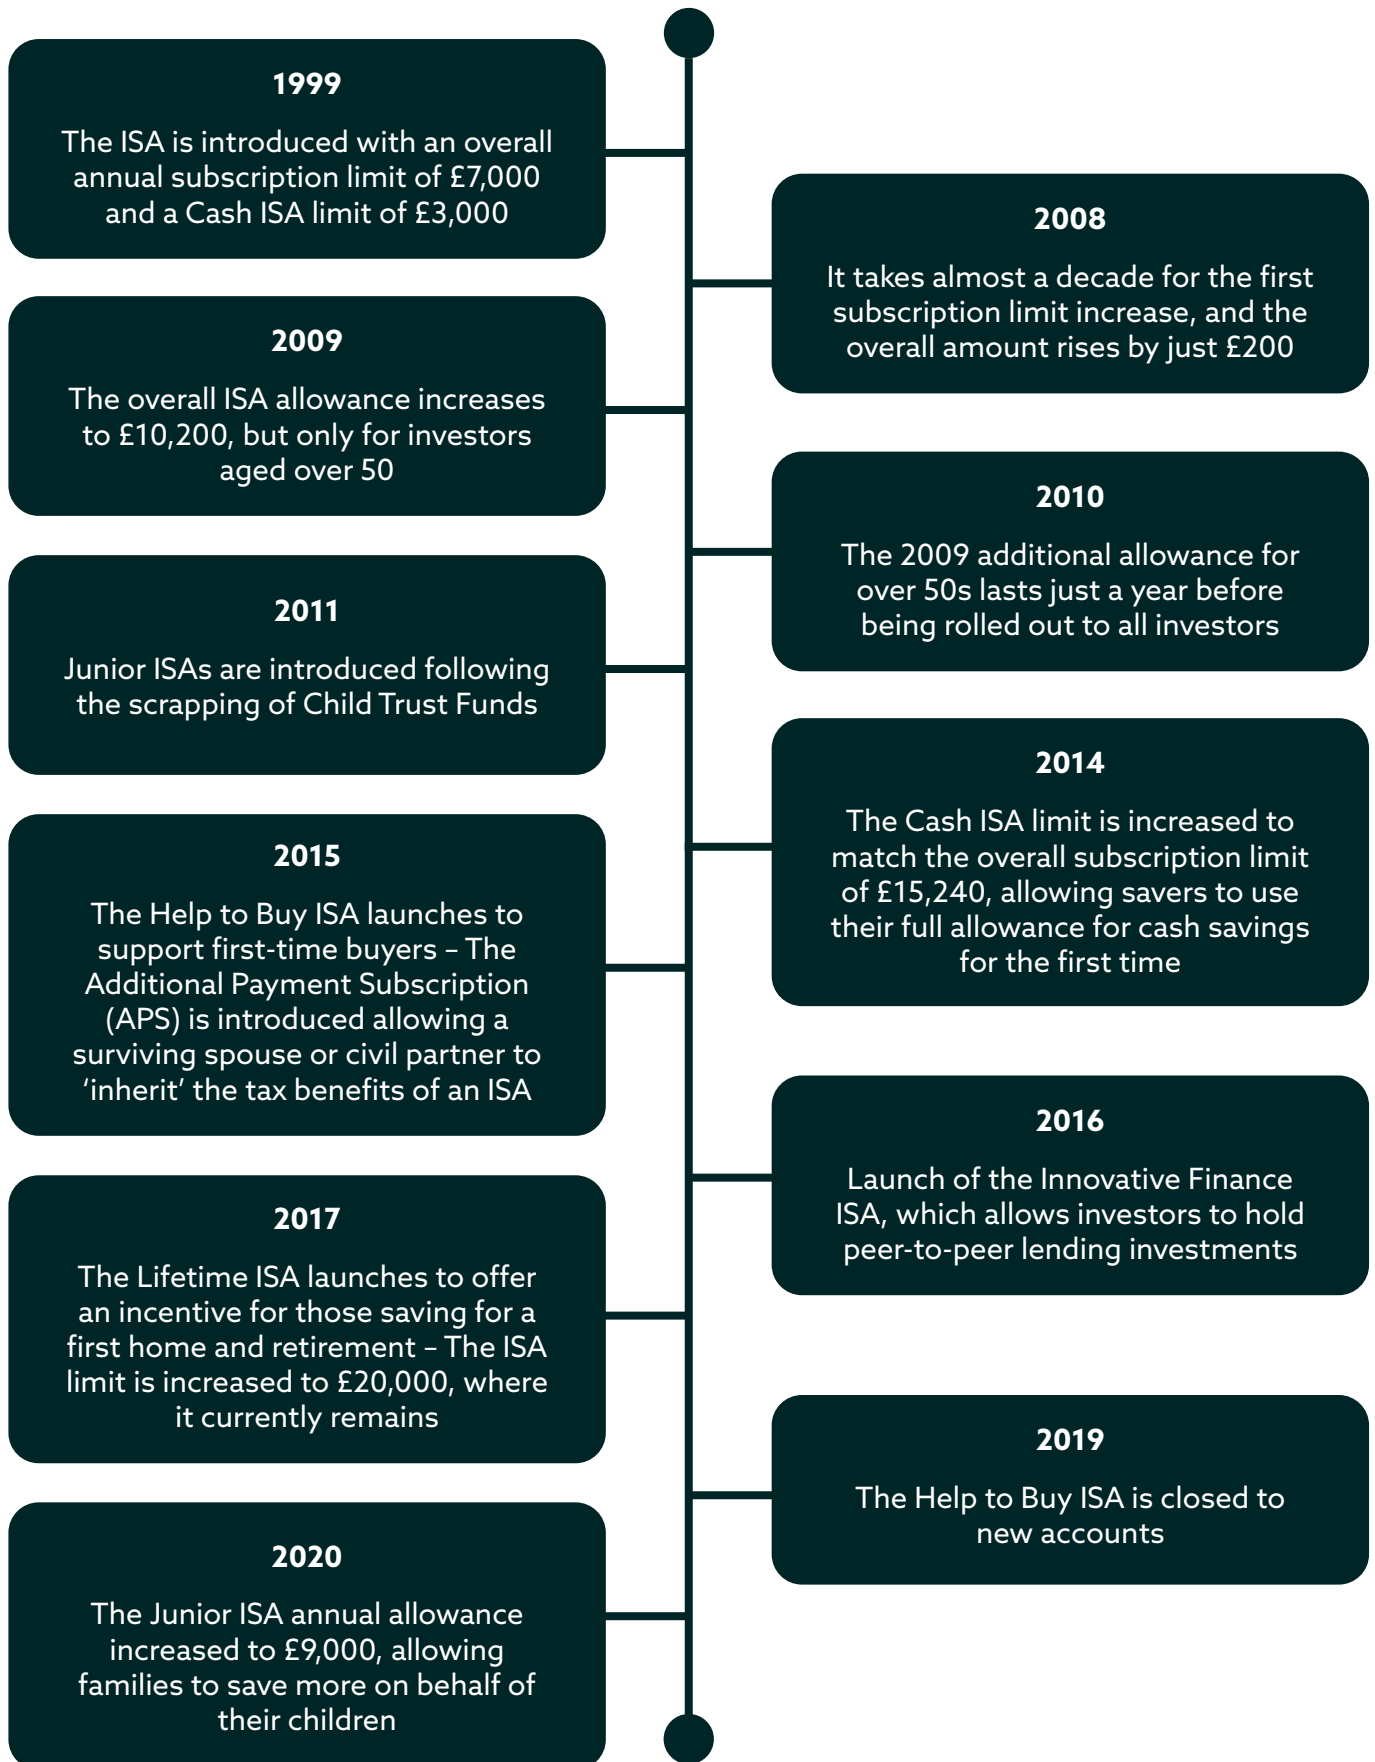 1999
The ISA is introduced with an overall
annual subscription limit of £7,000
and a Cash ISA limit of £3,000
2008
It takes almost a decade for the first
subscription limit increase, and the
overall amount rises by just £200
2009
The overall ISA allowance increases
to £10,200, but only for investors
aged over 50
2010
The 2009 additional allowance for
over 50s lasts just a year before
being rolled out to all investors
2011
Junior ISAs are introduced following
the scrapping of Child Trust Funds
2014
The Cash ISA limit is increased to
match the overall subscription limit
of £15,240, allowing savers to use
their full allowance for cash savings
for the first time
2015
The Help to Buy ISA launches to
support first-time buyers – The
Additional Payment Subscription
(APS) is introduced allowing a
surviving spouse or civil partner to
‘inherit’ the tax benefits of an ISA
2016
Launch of the Innovative Finance
ISA, which allows investors to hold
peer-to-peer lending investments
2017
The Lifetime ISA launches to offer
an incentive for those saving for a
first home and retirement – The ISA
limit is increased to £20,000, where
it currently remains
2019
The Help to Buy ISA is closed to
new accounts
2020
The Junior ISA annual allowance
increased to £9,000, allowing
families to save more on behalf of
their children